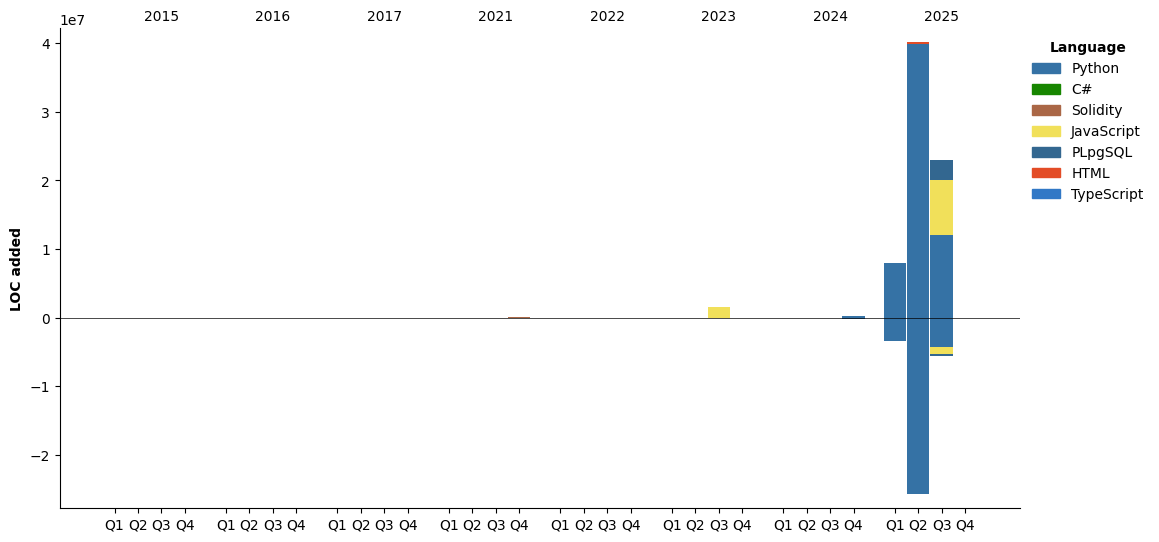 1e7
2015 2016 2017 2021 2022 2023 2024 2025
4
3
2
1
0
−1
−2
LOC added
Q1 Q2 Q3 Q4 Q1 Q2 Q3 Q4 Q1 Q2 Q3 Q4 Q1 Q2 Q3 Q4 Q1 Q2 Q3 Q4 Q1 Q2 Q3 Q4 Q1 Q2 Q3 Q4 Q1 Q2 Q3 Q4
Language
Python
C#
Solidity
JavaScript
PLpgSQL
HTML
TypeScript